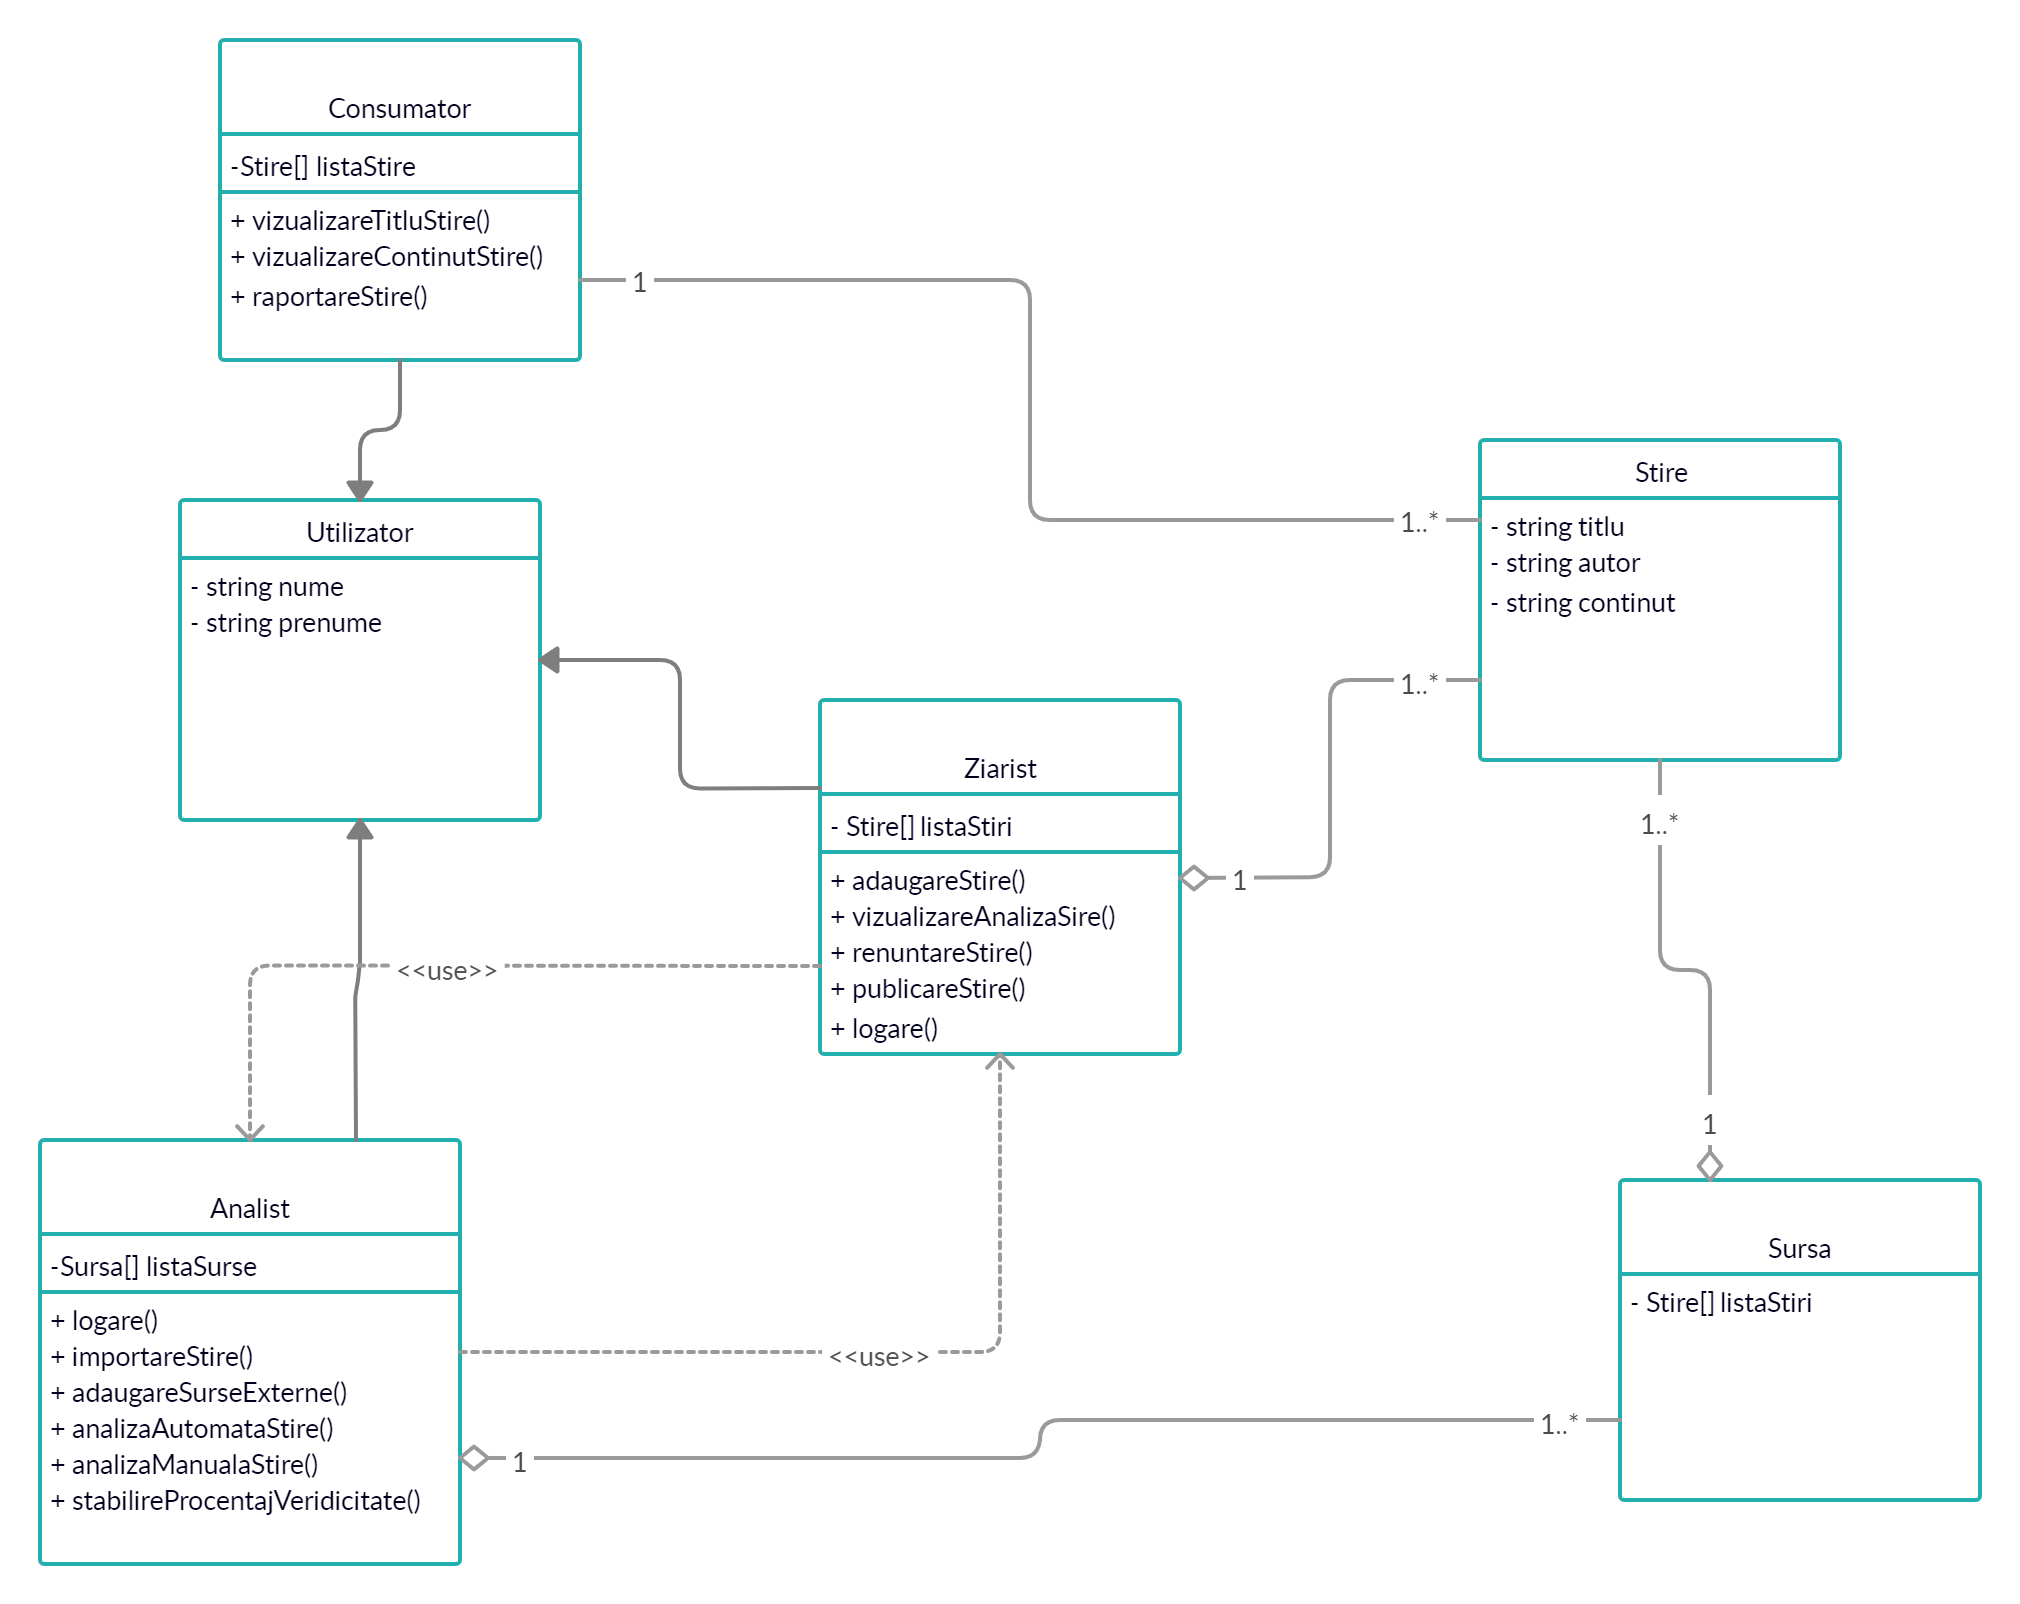 Consumator
-Stire[] listaStire
+ vizualizareTitluStire()
+ vizualizareContinutStire()
+ raportareStire()
1
1..*
Stire
- string titlu
- string autor
- string continut
Utilizator
- string nume
- string prenume
1..*
Ziarist
- Stire[] listaStiri
+ adaugareStire()
+ vizualizareAnalizaSire()
+ renuntareStire()
+ publicareStire()
+ logare()
1
1..*
<<use>>
1
Analist
-Sursa[] listaSurse
+ logare()
+ importareStire()
+ adaugareSurseExterne()
+ analizaAutomataStire()
+ analizaManualaStire()
+ stabilireProcentajVeridicitate()
<<use>>
1
1..*
Sursa
- Stire[] listaStiri